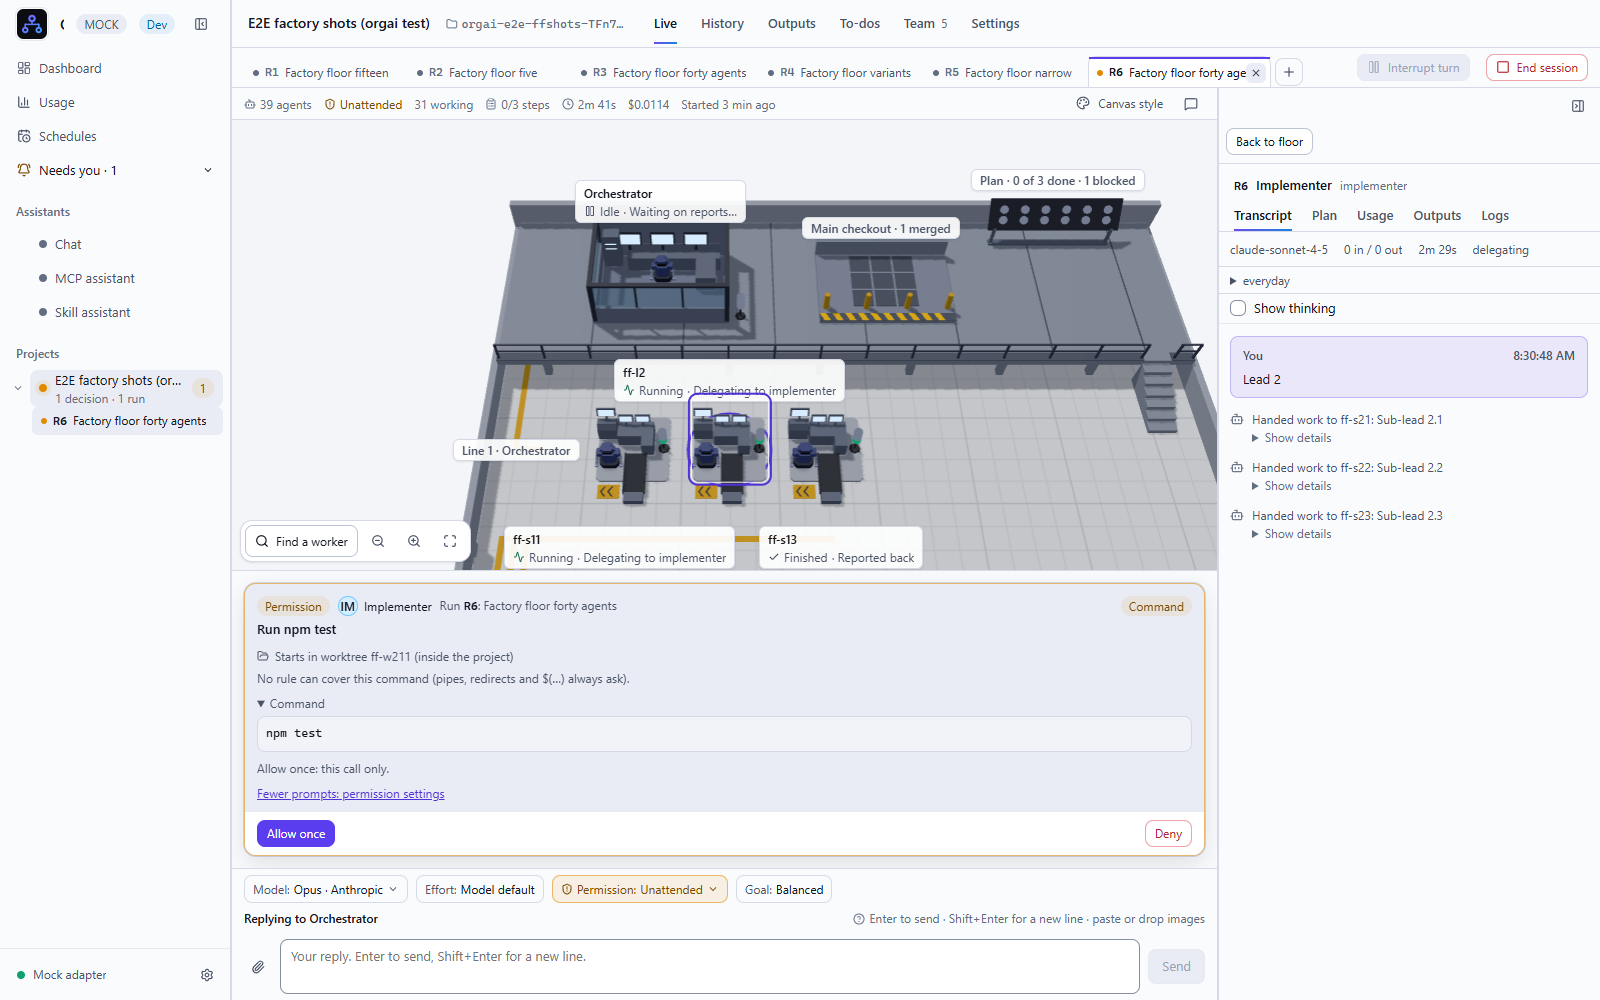 MOCK
Dev
Dashboard
Usage
Schedules
Needs you · 1
Assistants
Chat
MCP assistant
Skill assistant
Projects
E2E factory shots (or...
1
1 decision · 1 run
R6 Factory floor forty agents
Mock adapter
E2E factory shots (orgai test)
orgai-e2e-ffshots-TFn7…
Live
History
Outputs
To-dos
Team 5
Settings
R1 Factory floor fifteen
R2 Factory floor five
R3 Factory floor forty agents
R4 Factory floor variants
R5 Factory floor narrow
R6 Factory floor forty age
Interrupt turn
End session
39 agents
Unattended
31 working
0/3 steps
2m 41s
$0.0114
Started 3 min ago
Canvas style
Plan · 0 of 3 done · 1 blocked
Orchestrator
Idle · Waiting on reports...
Main checkout · 1 merged
ff-l2
Running · Delegating to implementer
Line 1 · Orchestrator
Find a worker
ff-s11
Running · Delegating to implementer
ff-s13
Finished · Reported back
Permission
IM
Implementer
Run R6: Factory floor forty agents
Command
Run npm test
Starts in worktree ff-w211 (inside the project)
No rule can cover this command (pipes, redirects and $(...) always ask).
Command
npm test
Allow once: this call only.
Fewer prompts: permission settings
Allow once
Deny
Model: Opus · Anthropic
Effort: Model default
Permission: Unattended
Goal: Balanced
Replying to Orchestrator
Enter to send · Shift+Enter for a new line · paste or drop images
Your reply. Enter to send, Shift+Enter for a new line.
Send
Back to floor
R6 Implementer implementer
Transcript
Plan
Usage
Outputs
Logs
claude-sonnet-4-5
0 in / 0 out
2m 29s
delegating
everyday
Show thinking
You
8:30:48 AM
Lead 2
Handed work to ff-s21: Sub-lead 2.1
Show details
Handed work to ff-s22: Sub-lead 2.2
Show details
Handed work to ff-s23: Sub-lead 2.3
Show details